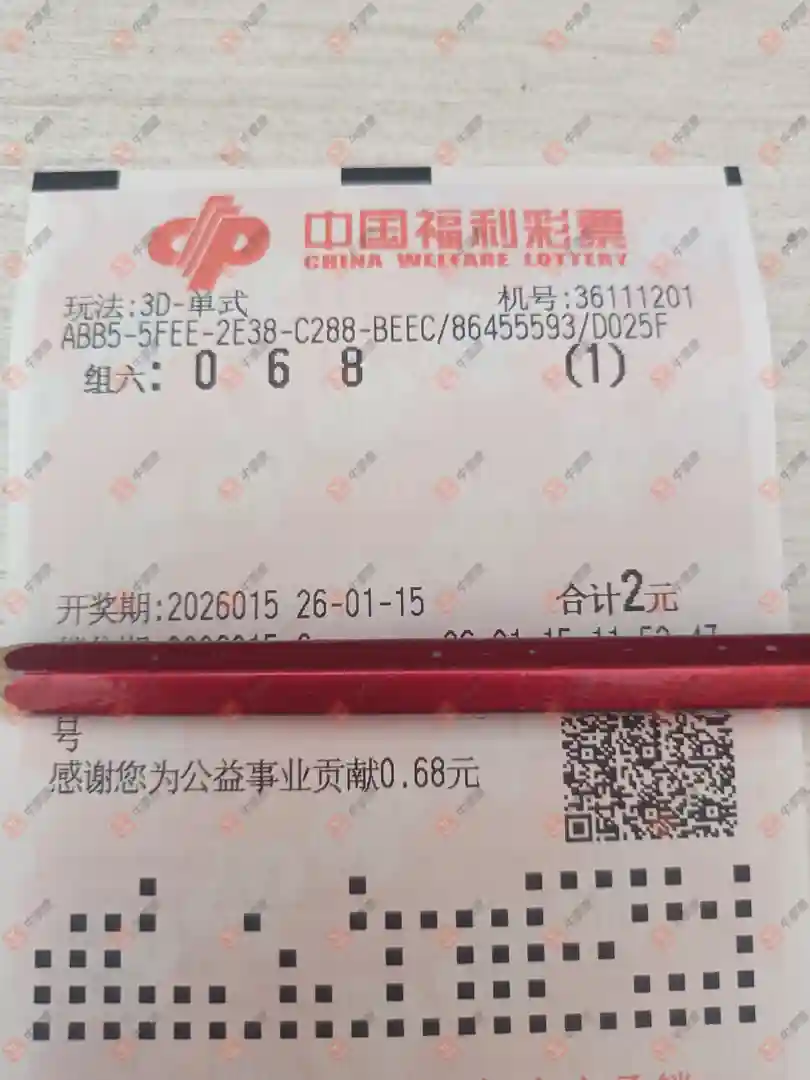 中国福利彩票
CHINA WELFARE LOTTERY
玩法:3D-单式 机号:36111201
ABB5-5FEE-2E38-C288-BEEC/86455593/D025F
组六: 0 6 8 (1)
开奖期:2026015 26-01-15 合计2元
号
感谢您为公益事业贡献0.68元